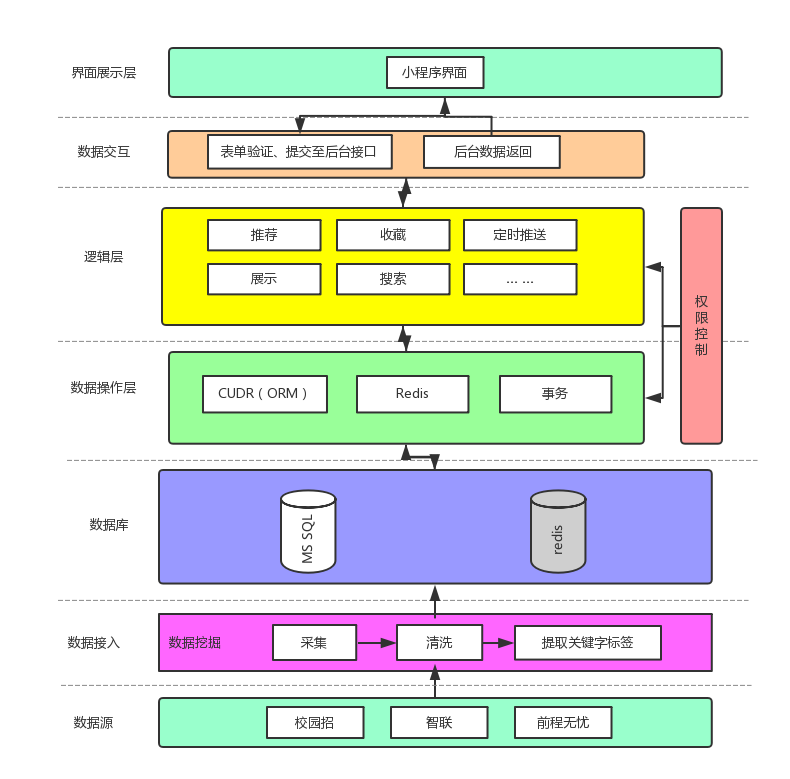 界面展示层
小程序界面
数据交互
表单验证、提交至后台接口
后台数据返回
逻辑层
推荐
收藏
定时推送
展示
搜索
... ...
权限控制
数据操作层
CUDR（ORM）
Redis
事务
数据库
MS SQL
redis
数据接入
数据挖掘
采集
清洗
提取关键字标签
数据源
校园招
智联
前程无忧